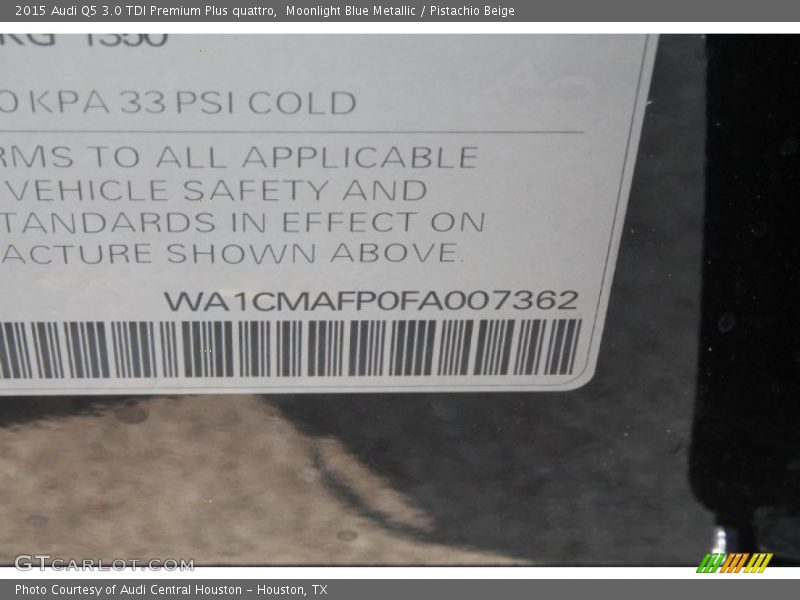 2015 Audi Q5 3.0 TDI Premium Plus quattro, Moonlight Blue Metallic / Pistachio Beige
KG 1350
0 KPA 33 PSI COLD
RMS TO ALL APPLICABLE
VEHICLE SAFETY AND
TANDARDS IN EFFECT ON
ACTURE SHOWN ABOVE.
WA1CMAFP0FA007362
GTCARLOT.COM
Photo Courtesy of Audi Central Houston - Houston, TX